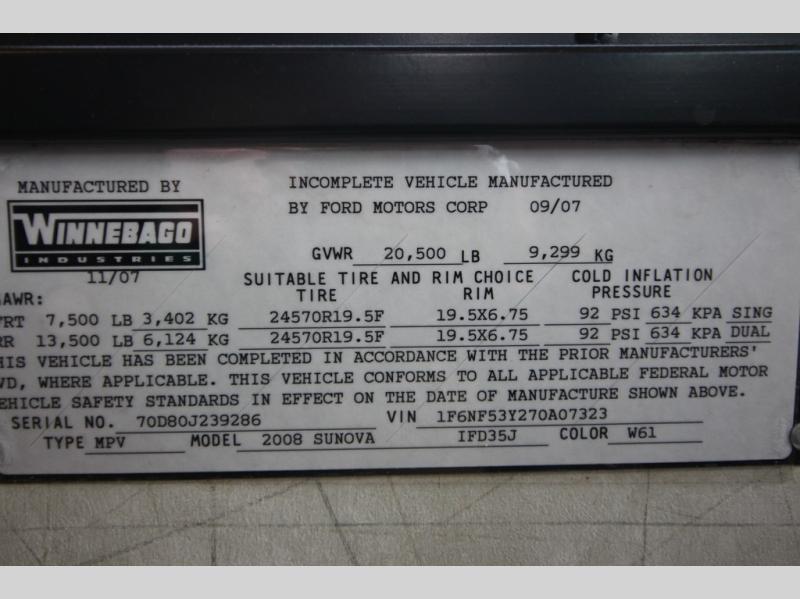 MANUFACTURED BY
WINNEBAGO
INDUSTRIES
11/07
INCOMPLETE VEHICLE MANUFACTURED
BY FORD MOTORS CORP 09/07
GVWR 20,500 LB 9,299 KG
SUITABLE TIRE AND RIM CHOICE COLD INFLATION
TIRE RIM PRESSURE
GAWR:
FRT 7,500 LB 3,402 KG 24570R19.5F 19.5X6.75 92 PSI 634 KPA SING
RR 13,500 LB 6,124 KG 24570R19.5F 19.5X6.75 92 PSI 634 KPA DUAL
THIS VEHICLE HAS BEEN COMPLETED IN ACCORDANCE WITH THE PRIOR MANUFACTURERS'
IVD, WHERE APPLICABLE. THIS VEHICLE CONFORMS TO ALL APPLICABLE FEDERAL MOTOR
VEHICLE SAFETY STANDARDS IN EFFECT ON THE DATE OF MANUFACTURE SHOWN ABOVE.
SERIAL NO. 70D80J239286 VIN 1F6NF53Y270A07323
TYPE MPV MODEL 2008 SUNOVA IFD35J COLOR W61